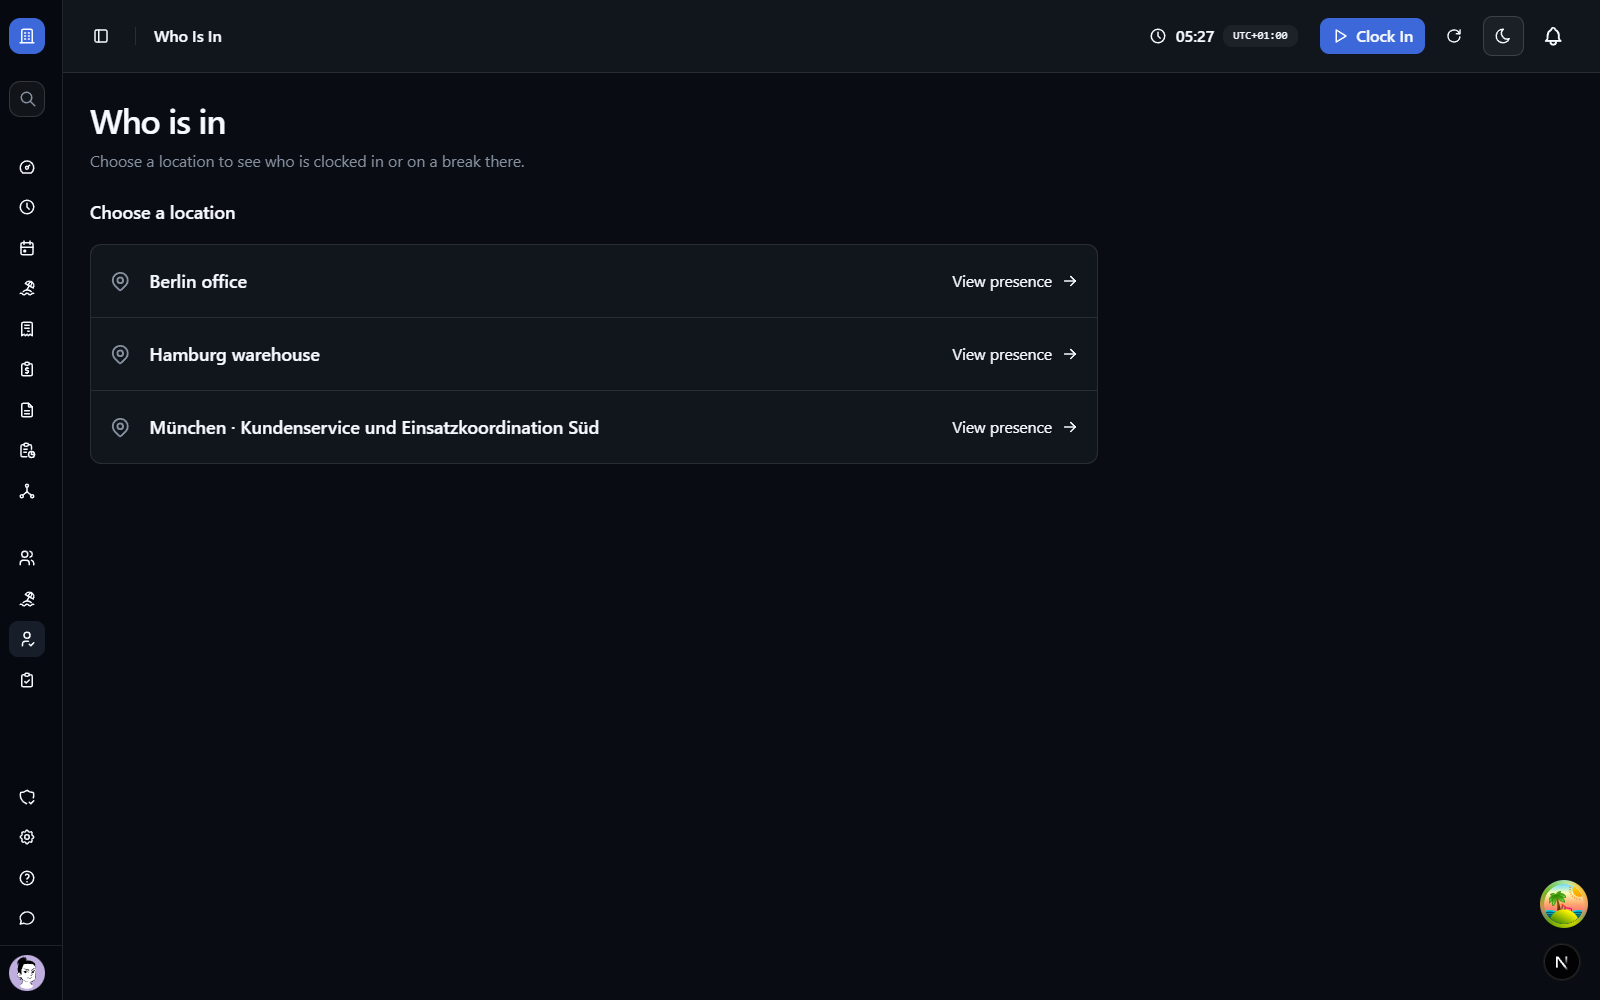 Who Is In
05:27
UTC+01:00
Clock In
Who is in
Choose a location to see who is clocked in or on a break there.
Choose a location
Berlin office
View presence
Hamburg warehouse
View presence
München · Kundenservice und Einsatzkoordination Süd
View presence
N